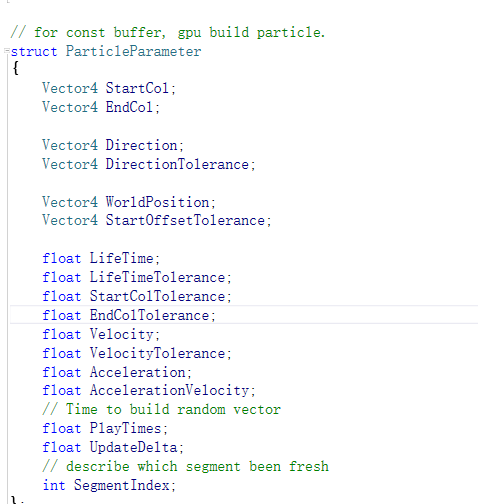 // for const buffer, gpu build particle.
struct ParticleParameter
{
Vector4 StartCol;
Vector4 EndCol;
Vector4 Direction;
Vector4 DirectionTolerance;
Vector4 WorldPosition;
Vector4 StartOffsetTolerance;
float LifeTime;
float LifeTimeTolerance;
float StartColTolerance;
float EndColTolerance;
float Velocity;
float VelocityTolerance;
float Acceleration;
float AccelerationVelocity;
// Time to build random vector
float PlayTimes;
float UpdateDelta;
// describe which segment been fresh
int SegmentIndex;
};